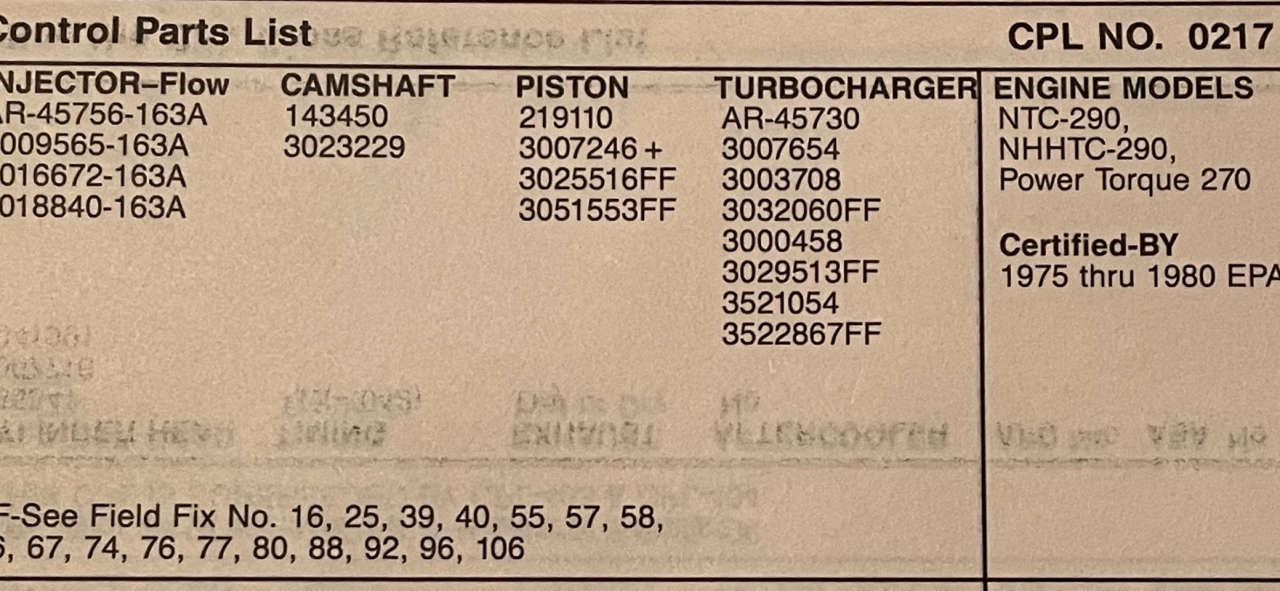 Control Parts List CPL NO. 0217
NJECTOR–Flow CAMSHAFT PISTON TURBOCHARGER ENGINE MODELS
AR-45756-163A 143450 219110 AR-45730 NTC-290,
009565-163A 3023229 3007246+ 3007654 NHHTC-290,
016672-163A 3025516FF 3003708 Power Torque 270
018840-163A 3051553FF 3032060FF
3000458 Certified-BY
3029513FF 1975 thru 1980 EPA
3521054
3522867FF
F-See Field Fix No. 16, 25, 39, 40, 55, 57, 58,
67, 74, 76, 77, 80, 88, 92, 96, 106